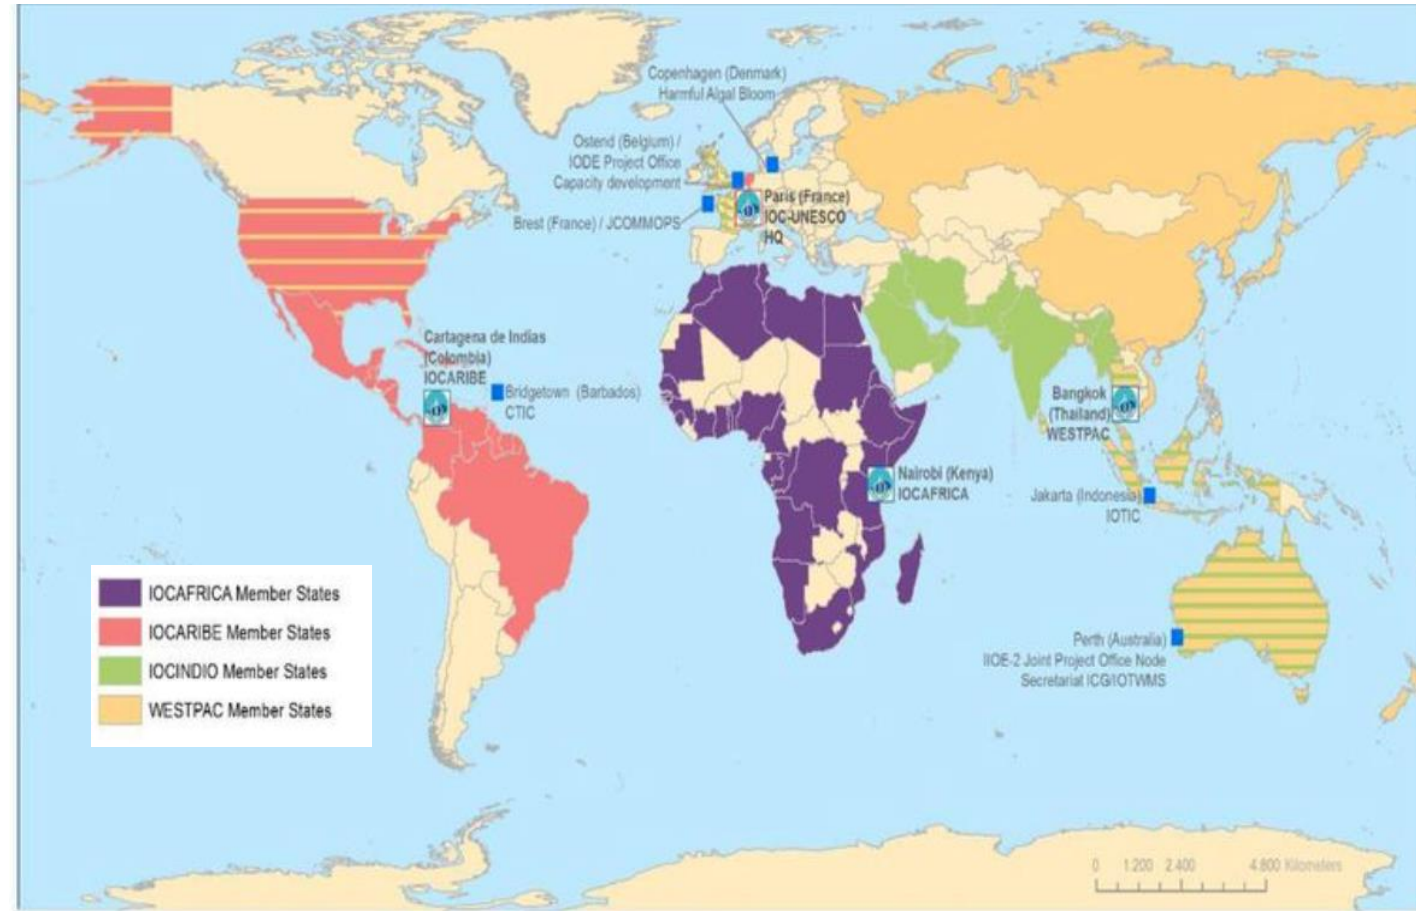 Copenhagen (Denmark)
Harmful Algal Bloom
Ostend (Belgium) /
IODE Project Office
Capacity development
Brest (France) / JCOMMOPS
Paris (France)
IOC-UNESCO
HQ
Cartagena de Indias
(Colombia)
IOCARIBE
Bridgetown (Barbados)
CTIC
Bangkok
(Thailand)
WESTPAC
Nairobi (Kenya)
IOCAFRICA
Jakarta (Indonesia)
IOTIC
Perth (Australia)
IIOE-2 Joint Project Office Node
Secretariat ICG/IOTWMS
IOCAFRICA Member States
IOCARIBE Member States
IOCINDIO Member States
WESTPAC Member States
0 1.200 2.400 4.800 Kilometers